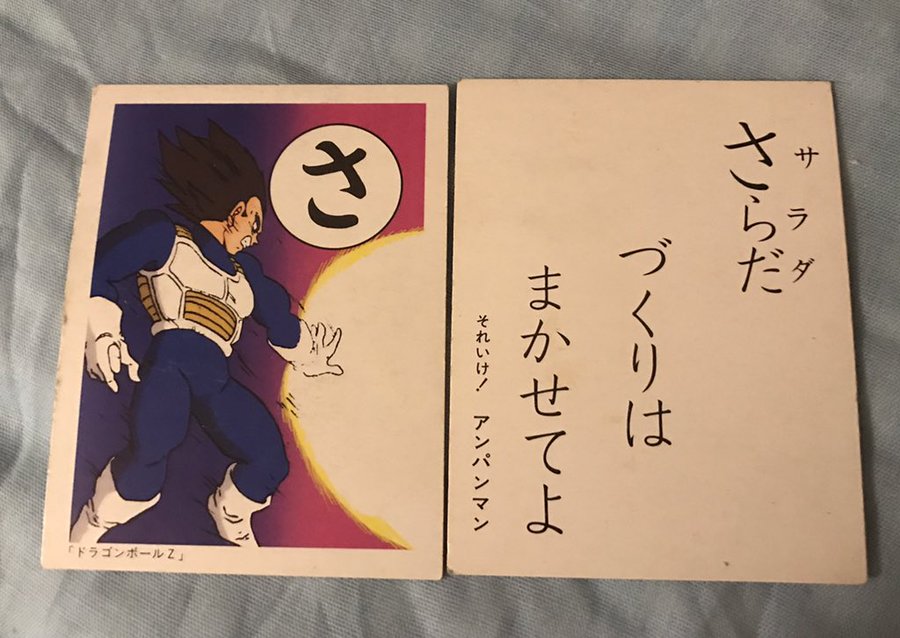 さ
「ドラゴンボールZ」
さらだ
サラダ
づくりは
まかせてよ
それいけ！ アンパンマン